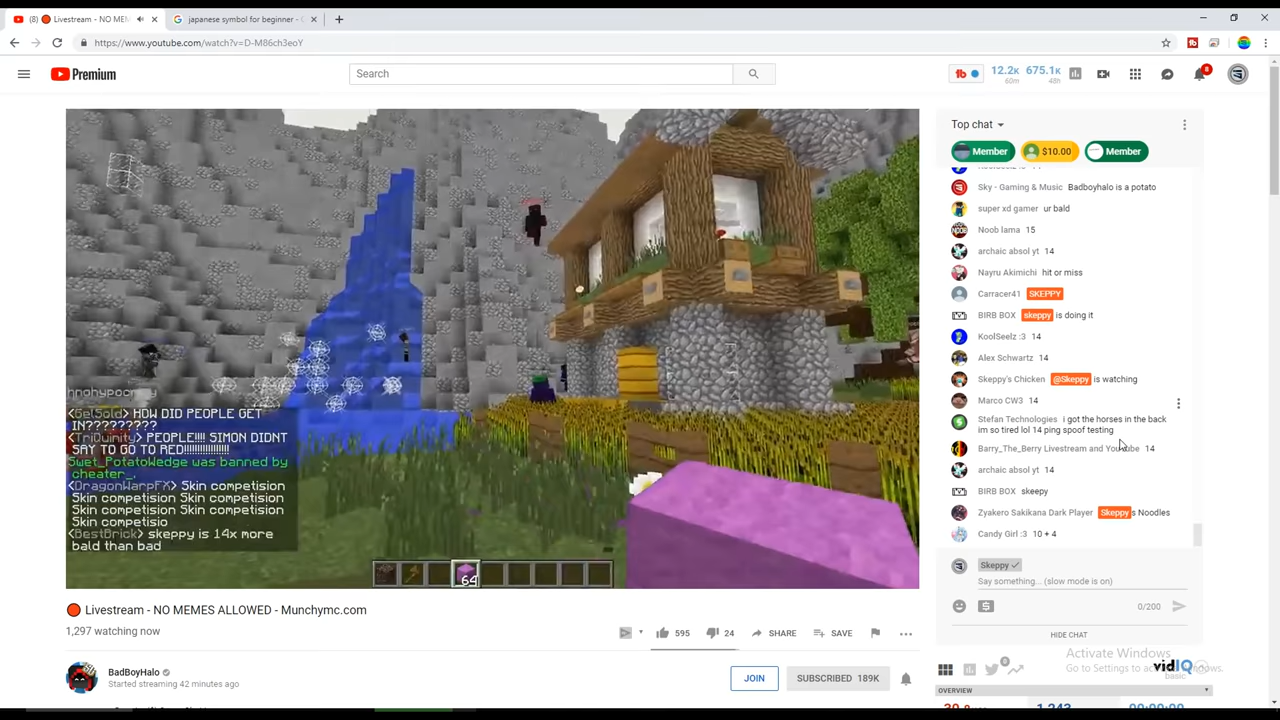 (8) Livestream - NO MEM
japanese symbol for beginner -
https://www.youtube.com/watch?v=D-M86ch3eoY
Premium
Search
12.2K 675.1K
60m 48h
8
Top chat
Member $10.00 Member
Sky - Gaming & Music Badboyhalo is a potato
super xd gamer ur bald
Noob lama 15
archaic absol yt 14
Nayru Akimichi hit or miss
Carracer41 SKEPPY
BIRB BOX skeppy is doing it
KoolSeelz :3 14
Alex Schwartz 14
Skeppy's Chicken @Skeppy is watching
Marco CW3 14
Stefan Technologies i got the horses in the back
im so tired lol 14 ping spoof testing
Barry_The_Berry Livestream and YouTube 14
archaic absol yt 14
BIRB BOX skeepy
Zyakero Sakikana Dark Player Skeppy's Noodles
Candy Girl :3 10 + 4
Skeppy
Say something... (slow mode is on)
0/200
HIDE CHAT
hnohypocrisy
<GelSold> HOW DID PEOPLE GET
IN?????????
<TriQuinity> PEOPLE!!!! SIMON DIDNT
SAY TO GO TO RED!!!!!!!!!!!!!!!!!
Swet_PotatoWedge was banned by
cheater_.
<DragonWarpFX> Skin competision
Skin competision Skin competision
Skin competision Skin competision
Skin competisio
<BestBrick> skeppy is 14x more
bald than bad
64
Livestream - NO MEMES ALLOWED - Munchymc.com
1,297 watching now
595 24 SHARE SAVE
BadBoyHalo
Started streaming 42 minutes ago
JOIN SUBSCRIBED 189K
Activate Windows
Go to Settings to activate Windows.
vidIQ
basic
0
OVERVIEW